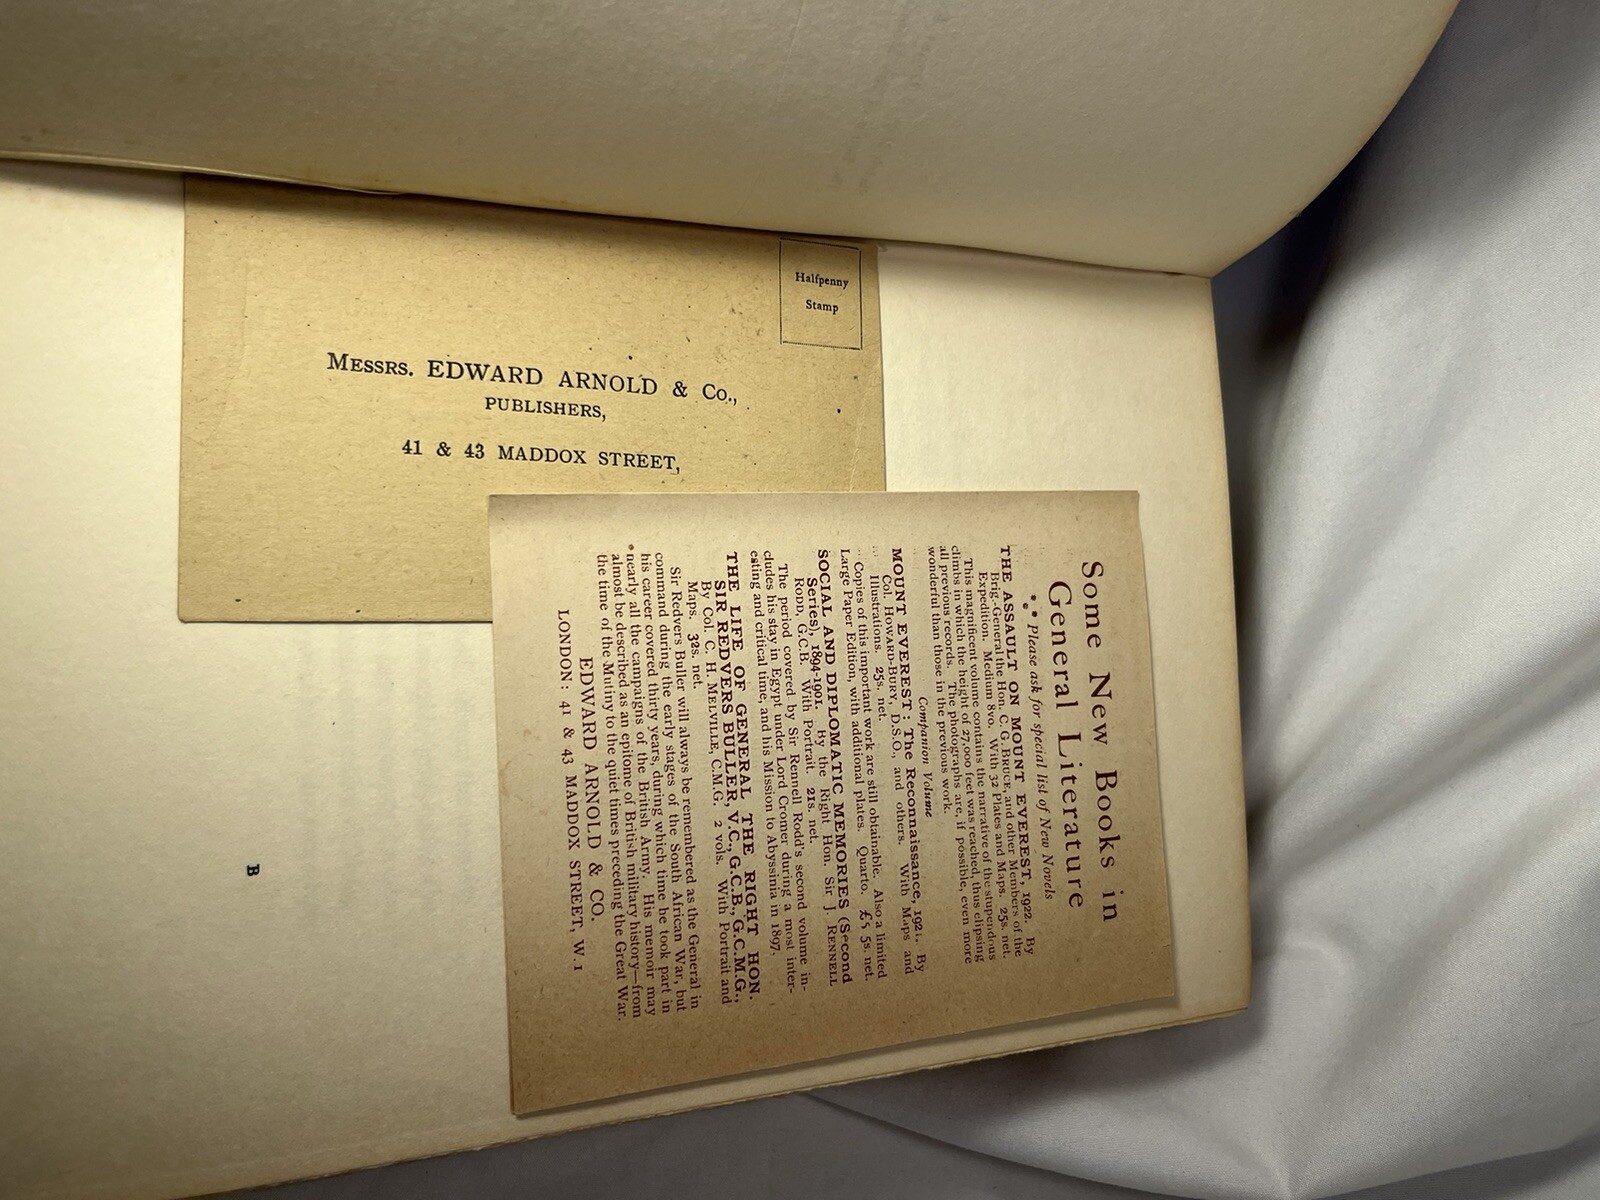 Halfpenny
Stamp
Messrs. EDWARD ARNOLD & Co.,
PUBLISHERS,
41 & 43 MADDOX STREET,
Some New Books in
General Literature
Please ask for special list of New Novels
THE ASSAULT ON MOUNT EVEREST, 1922. By
Brig.-General the Hon. C. G. Bruce, and other Members of the
Expedition. Medium 8vo. With 32 Plates and Maps. 25s. net.
This magnificent volume contains the narrative of the stupendous
climbs in which the height of 27,000 feet was reached, thus clipsing
all previous records. The photographs are, if possible, even more
wonderful than those in the previous work.
Companion Volume
MOUNT EVEREST: The Reconnaissance, 1921. By
Col. Howard-Bury, D.S.O., and others. With Maps and
Illustrations. 25s. net.
Copies of this important work are still obtainable. Also a limited
Large Paper Edition, with additional plates. Quarto. £5 5s. net.
SOCIAL AND DIPLOMATIC MEMORIES (Second
Series), 1894-1901. By the Right Hon. Sir J. Rennell
Rodd, G.C.B. With Portrait. 21s. net.
The period covered by Sir Rennell Rodd's second volume in-
cludes his stay in Egypt under Lord Cromer during a most inter-
esting and critical time, and his Mission to Abyssinia in 1897.
THE LIFE OF GENERAL THE RIGHT HON.
SIR REDVERS BULLER, V.C., G.C.B., G.C.M.G.,
By Col. C. H. Melville, C.M.G. 2 vols. With Portrait and
Maps. 32s. net.
Sir Redvers Buller will always be remembered as the General in
command during the early stages of the South African War, but
his career covered thirty years, during which time he took part in
nearly all the campaigns of the British Army. His memoir may
almost be described as an epitome of British military history—from
the time of the Mutiny to the quiet times preceding the Great War.
EDWARD ARNOLD & CO.
LONDON: 41 & 43 MADDOX STREET, W.1
B